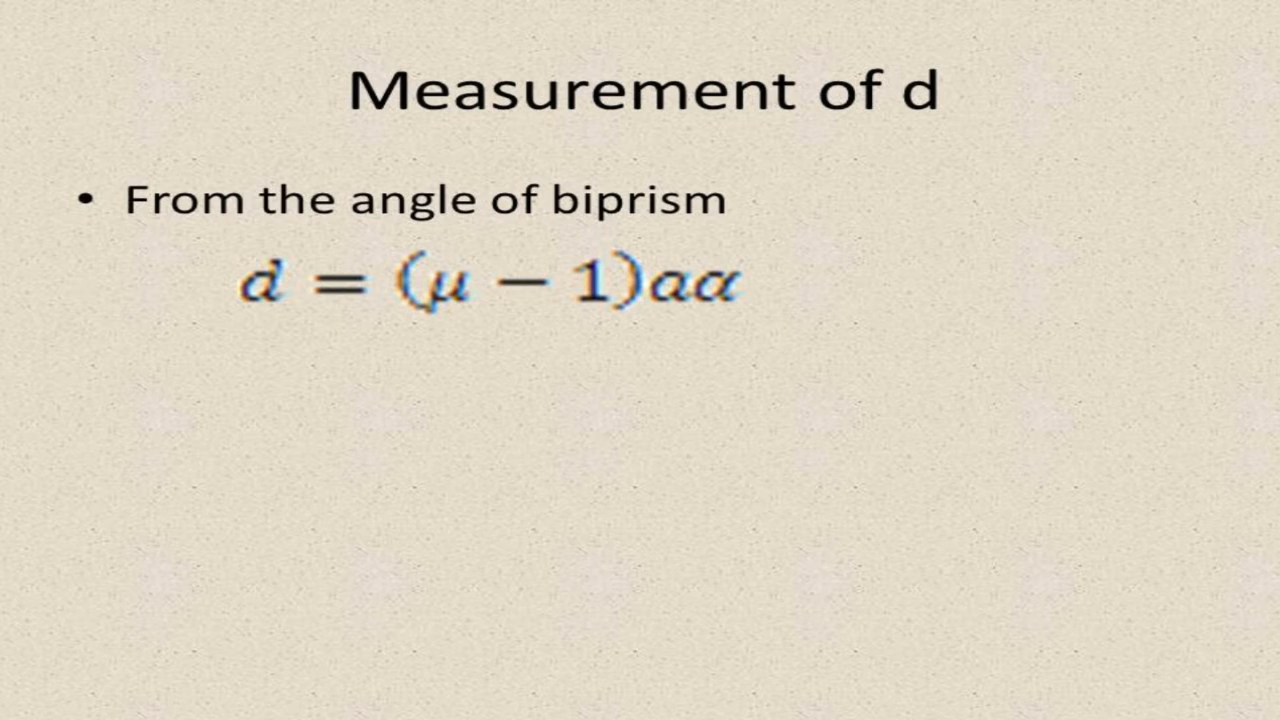 Measurement of d
• From the angle of biprism
d = (μ − 1)aα